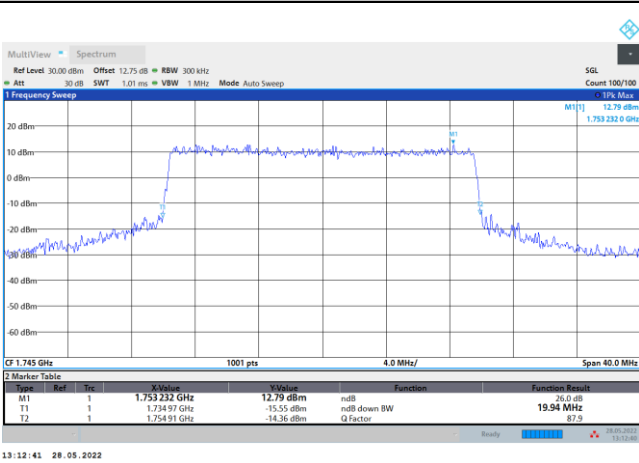 MultiView Spectrum
Ref Level 30.00 dBm Offset 12.75 dB RBW 300 kHz SGL
Att 30 dB SWT 1.01 ms VBW 1 MHz Mode Auto Sweep Count 100/100
1 Frequency Sweep 1Pk Max
M1[1] 12.79 dBm
1.753 232 0 GHz
20 dBm
M1
10 dBm
0 dBm
-10 dBm
T1
T2
-20 dBm
-30 dBm
-40 dBm
-50 dBm
-60 dBm
CF 1.745 GHz 1001 pts 4.0 MHz/ Span 40.0 MHz
2 Marker Table
Type Ref Trc X-Value Y-Value Function Function Result
M1 1 1.753 232 GHz 12.79 dBm ndB 26.0 dB
T1 1 1.734 97 GHz -15.55 dBm ndB down BW 19.94 MHz
T2 1 1.754 91 GHz -14.36 dBm Q Factor 87.9
Ready 28.05.2022
13:12:40
13:12:41 28.05.2022